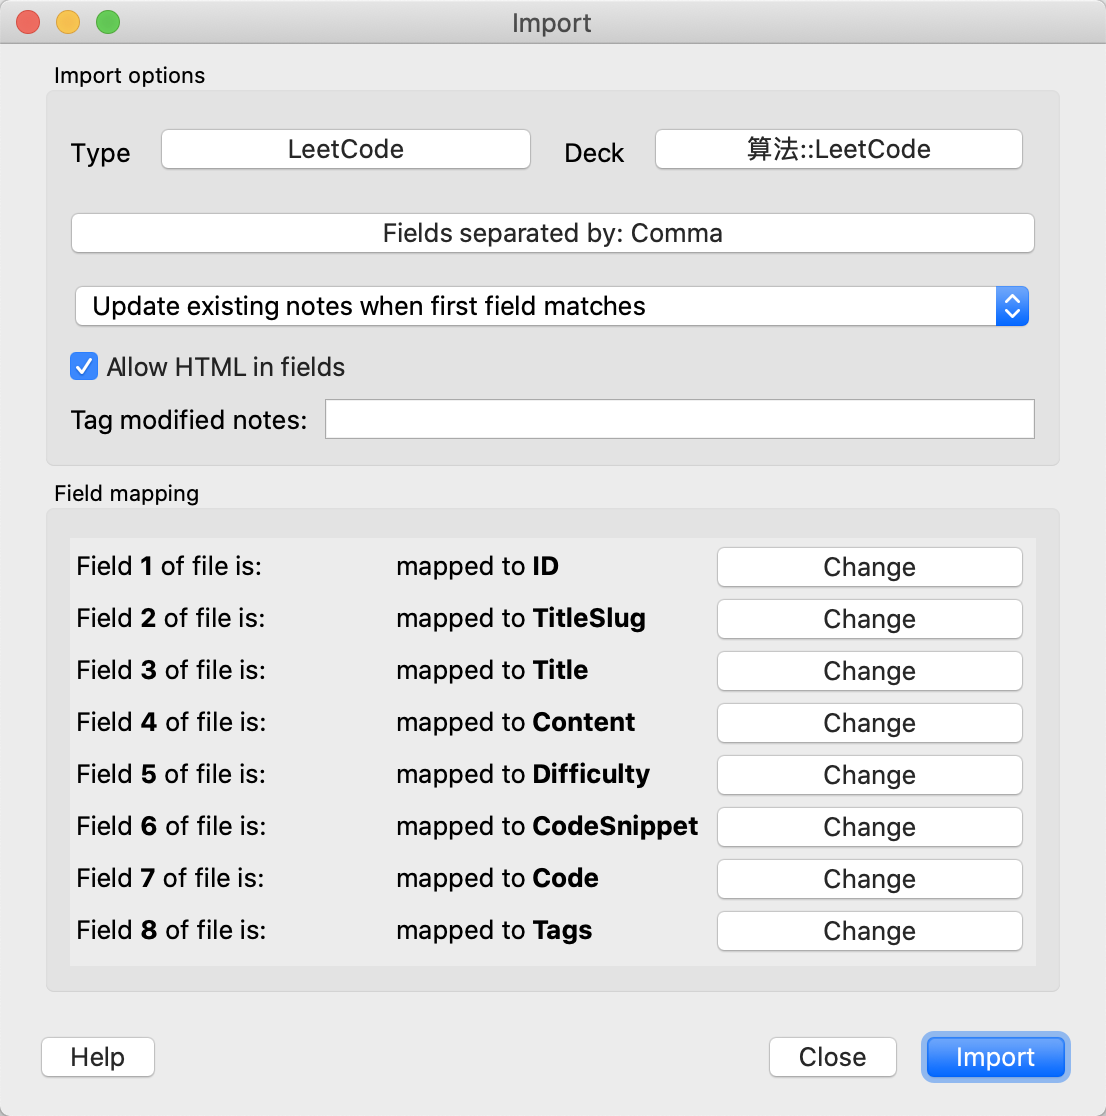 Import
Import options
Type LeetCode Deck 算法::LeetCode
Fields separated by: Comma
Update existing notes when first field matches
Allow HTML in fields
Tag modified notes:
Field mapping
Field 1 of file is: mapped to ID Change
Field 2 of file is: mapped to TitleSlug Change
Field 3 of file is: mapped to Title Change
Field 4 of file is: mapped to Content Change
Field 5 of file is: mapped to Difficulty Change
Field 6 of file is: mapped to CodeSnippet Change
Field 7 of file is: mapped to Code Change
Field 8 of file is: mapped to Tags Change
Help Close Import